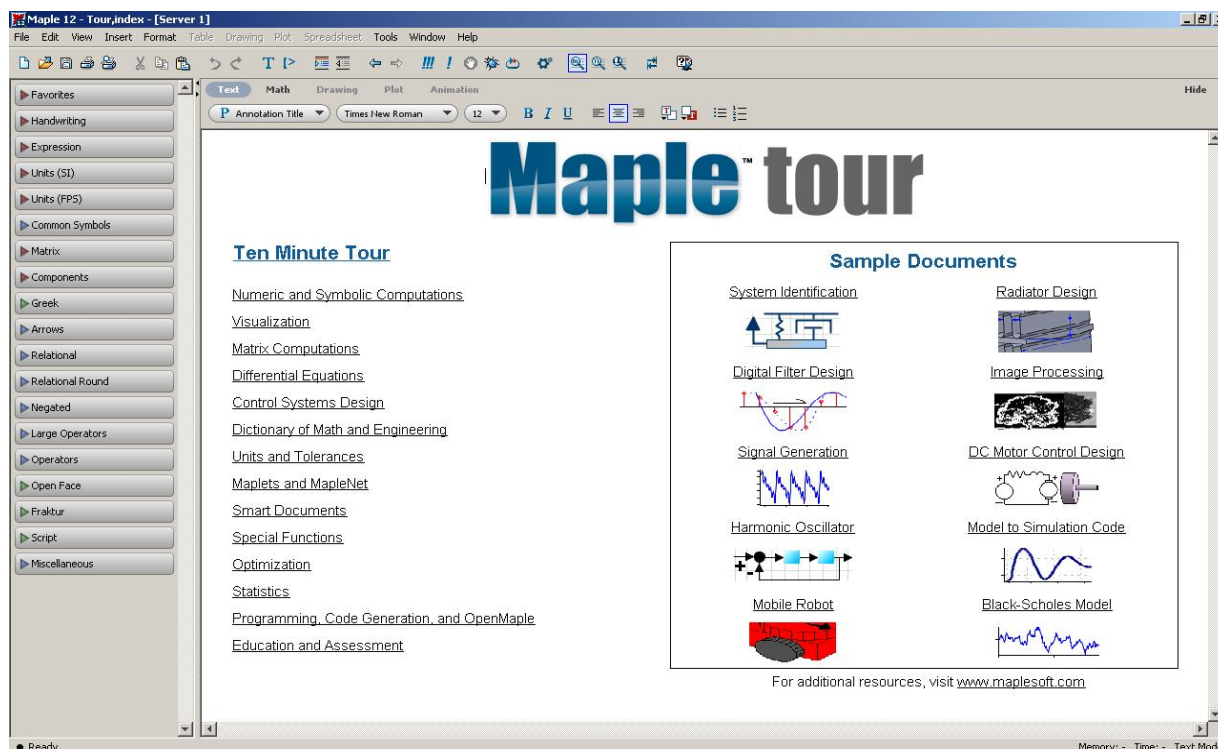 Maple 12 - Tour,index - [Server 1]
File Edit View Insert Format Table Drawing Plot Spreadsheet Tools Window Help
Text Math Drawing Plot Animation Hide
P Annotation Title Times New Roman 12 B I U
Favorites
Handwriting
Expression
Units (SI)
Units (FPS)
Common Symbols
Matrix
Components
Greek
Arrows
Relational
Relational Round
Negated
Large Operators
Operators
Open Face
Fraktur
Script
Miscellaneous
Maple™ tour
Ten Minute Tour
Numeric and Symbolic Computations
Visualization
Matrix Computations
Differential Equations
Control Systems Design
Dictionary of Math and Engineering
Units and Tolerances
Maplets and MapleNet
Smart Documents
Special Functions
Optimization
Statistics
Programming, Code Generation, and OpenMaple
Education and Assessment
Sample Documents
System Identification Radiator Design
Digital Filter Design Image Processing
Signal Generation DC Motor Control Design
Harmonic Oscillator Model to Simulation Code
Mobile Robot Black-Scholes Model
For additional resources, visit www.maplesoft.com
Ready Memory: - Time: - Text Mod